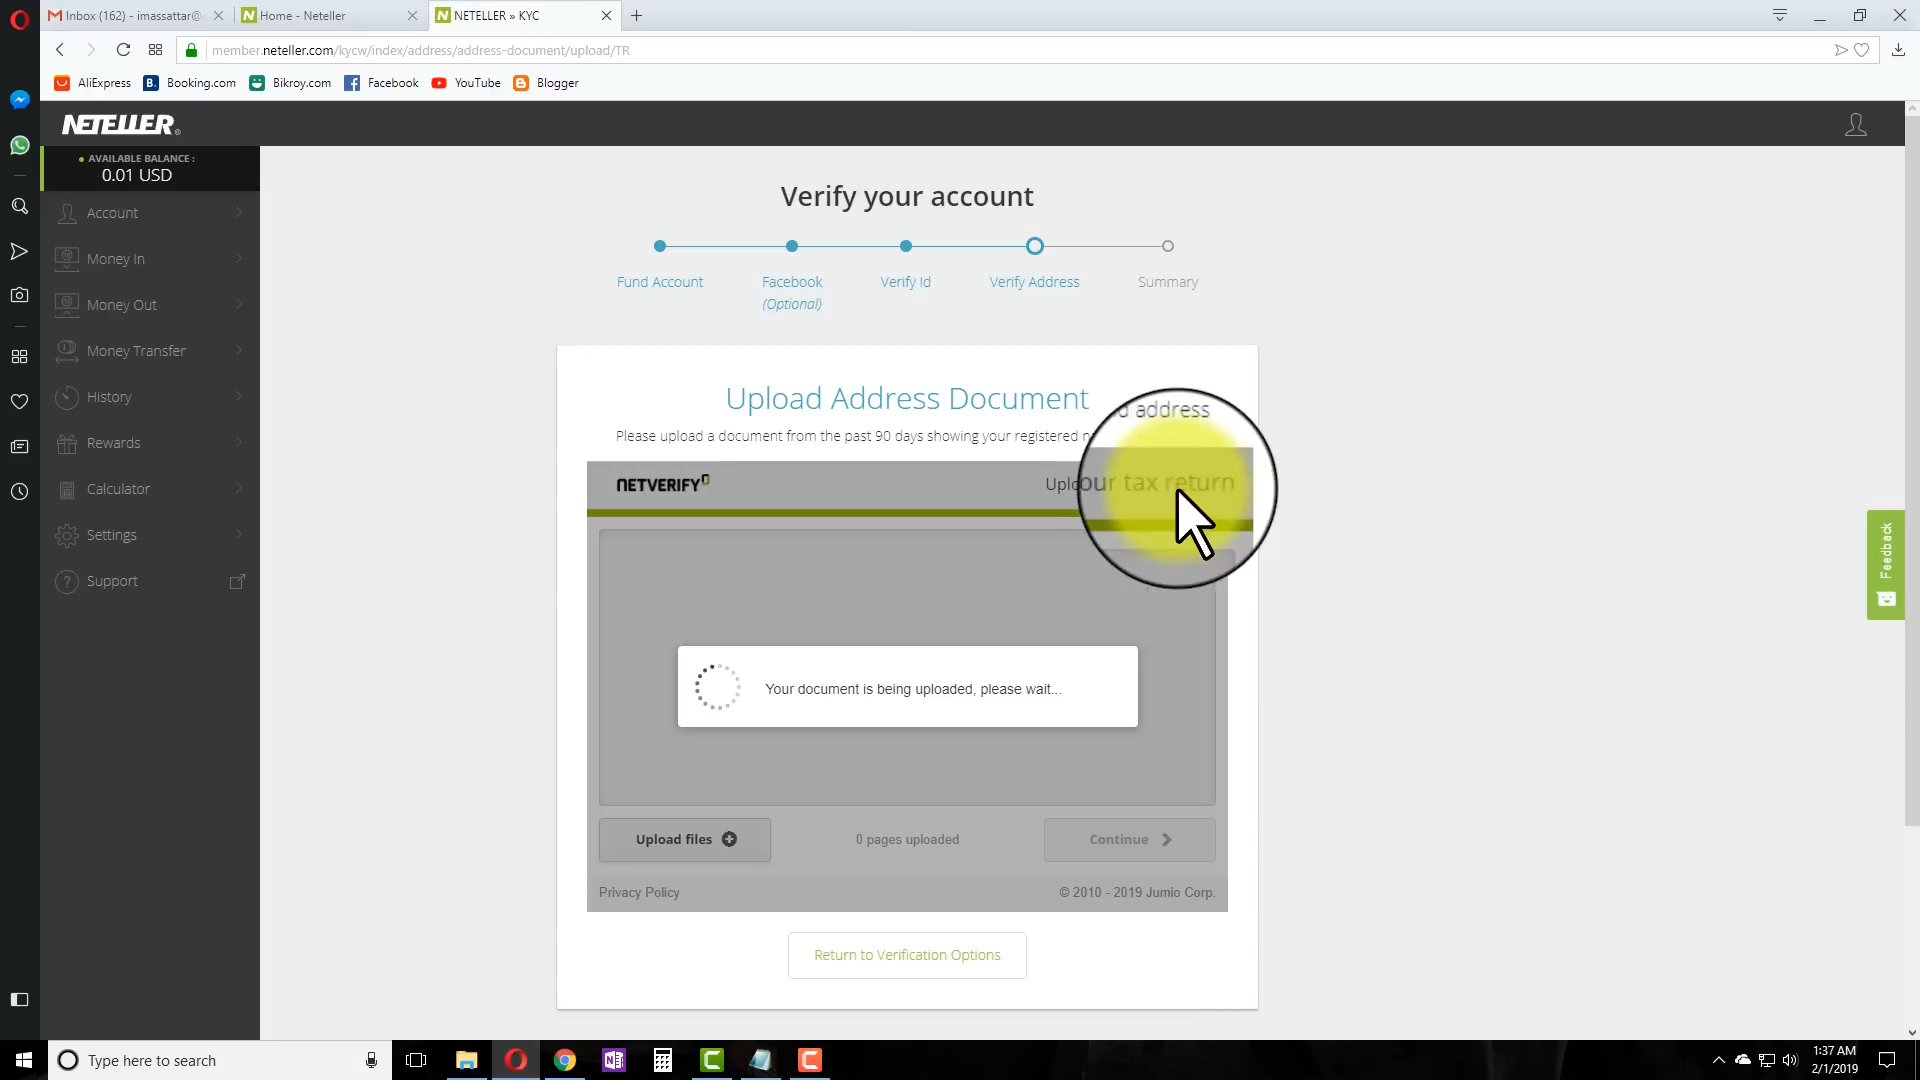 Inbox (162) - imassattar@
Home - Neteller
NETELLER » KYC
member.neteller.com/kycw/index/address/address-document/upload/TR
AliExpress
Booking.com
Bikroy.com
Facebook
YouTube
Blogger
NETELLER
AVAILABLE BALANCE :
0.01 USD
Account
Money In
Money Out
Money Transfer
History
Rewards
Calculator
Settings
Support
Verify your account
Fund Account
Facebook
(Optional)
Verify Id
Verify Address
Summary
Upload Address Document
Please upload a document from the past 90 days showing your registered n d address
NETVERIFY
Uplo our tax return
Your document is being uploaded, please wait...
Upload files
0 pages uploaded
Continue
Privacy Policy
© 2010 - 2019 Jumio Corp.
Return to Verification Options
Feedback
Type here to search
1:37 AM
2/1/2019